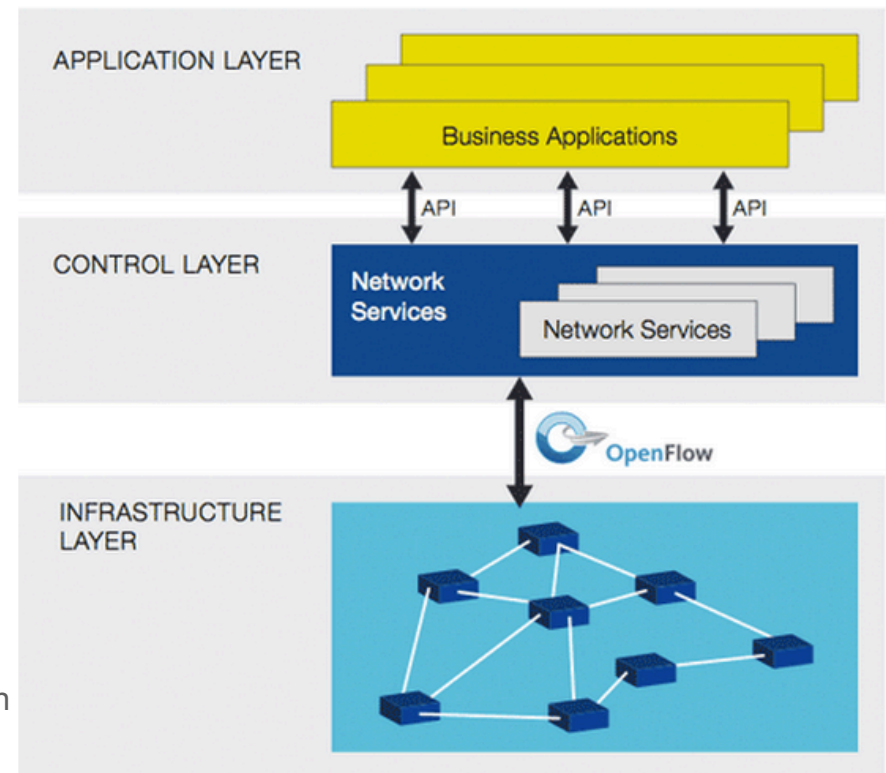 APPLICATION LAYER
Business Applications
API
API
API
CONTROL LAYER
Network
Services
Network Services
OpenFlow
INFRASTRUCTURE
LAYER